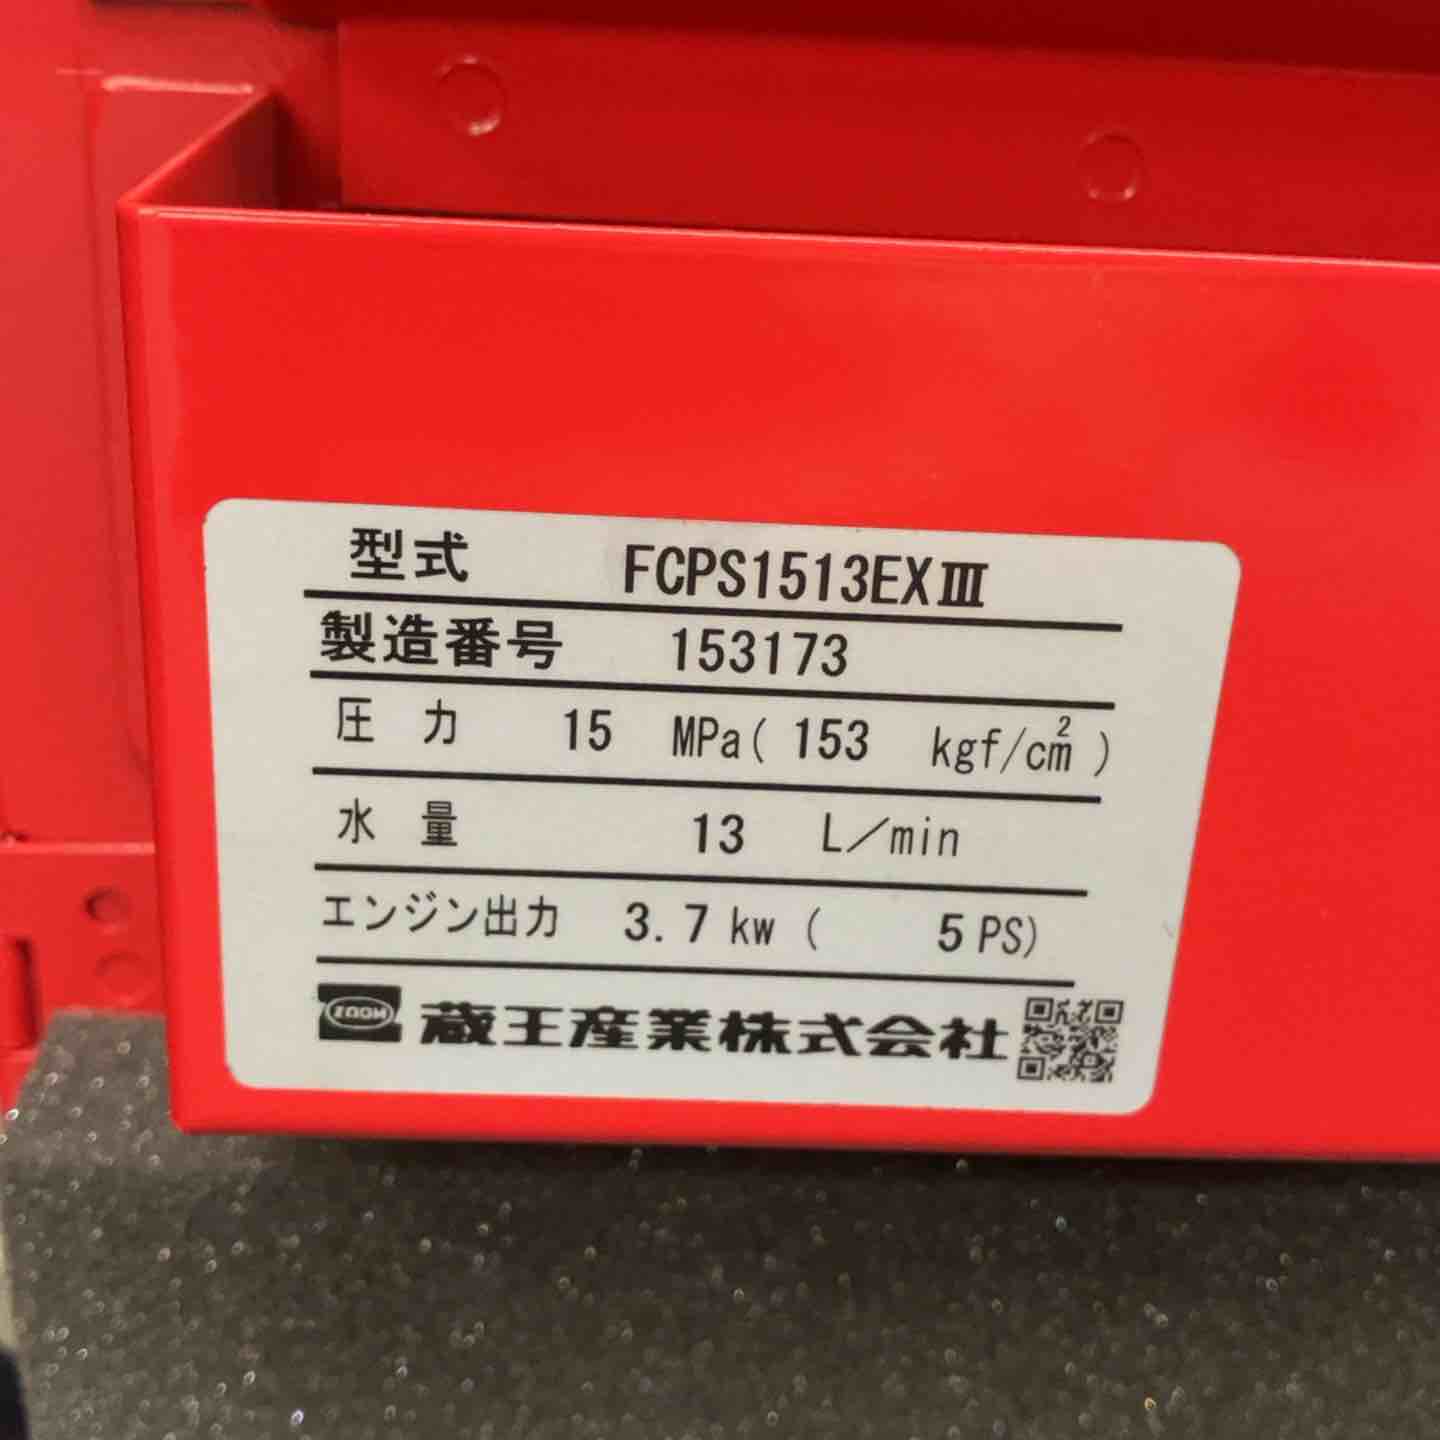 型式 FCPS1513EXⅢ
製造番号 153173
圧力 15 MPa( 153 kgf/cm² )
水量 13 L/min
エンジン出力 3.7 kw ( 5 PS)
蔵王産業株式会社